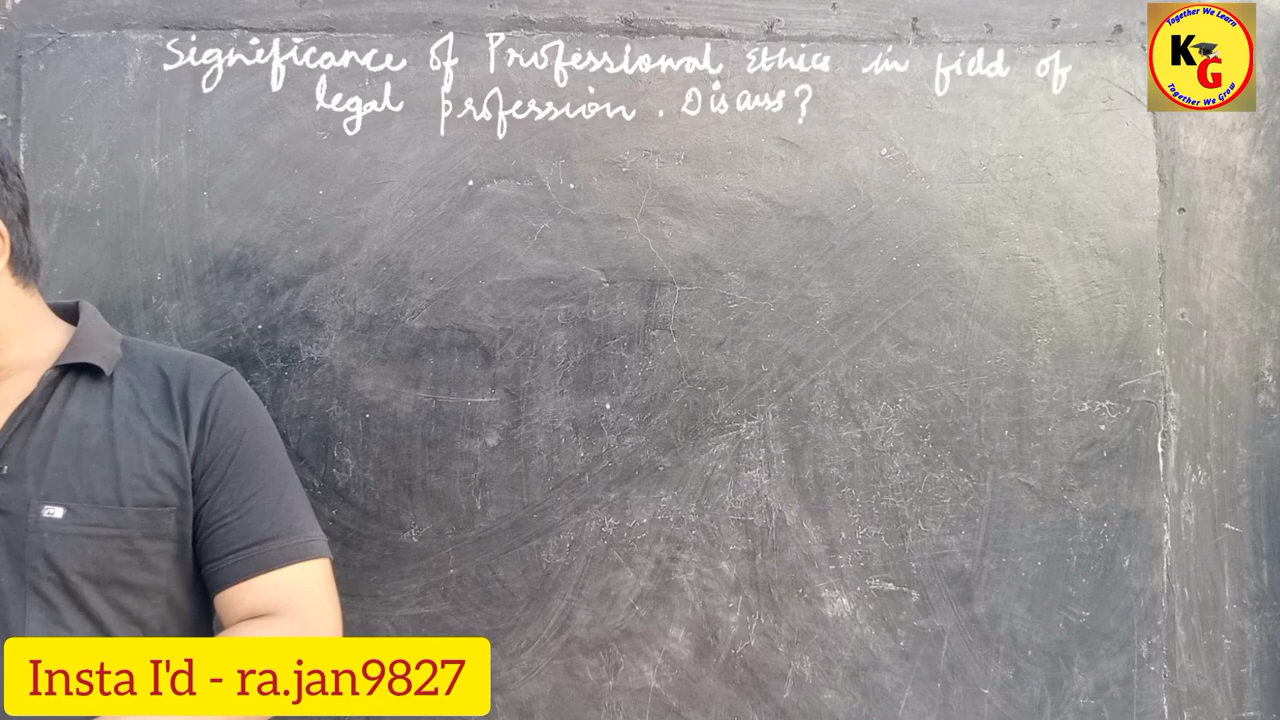 Significance of Professional Ethics in field of
legal profession. Discuss?
Together We Learn
KG
Together We Grow
Insta I'd - ra.jan9827